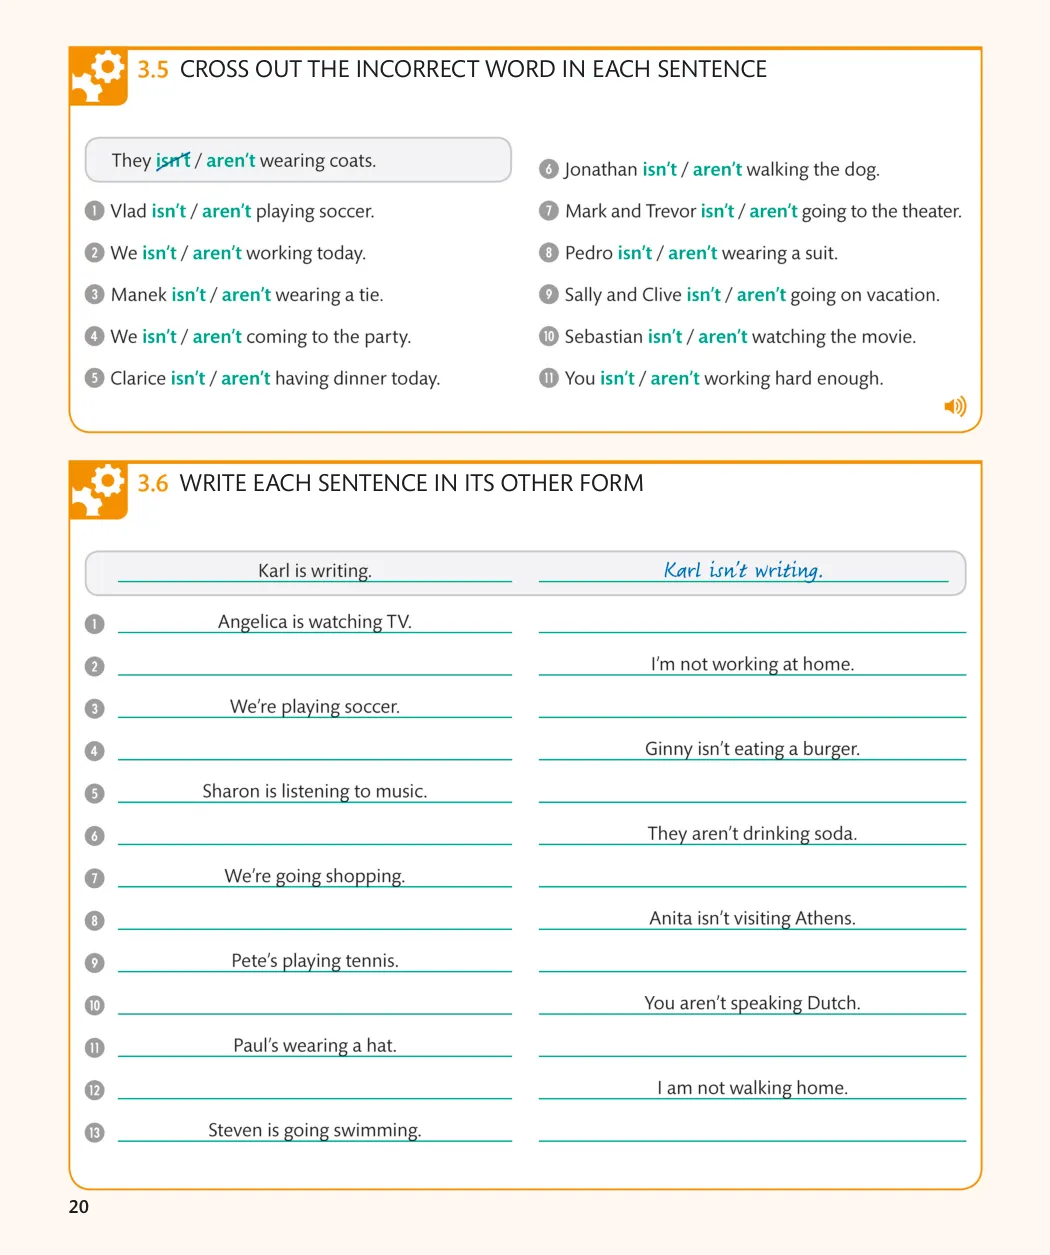 3.5 CROSS OUT THE INCORRECT WORD IN EACH SENTENCE
They isn't / aren't wearing coats.
1 Vlad isn't / aren't playing soccer.
2 We isn't / aren't working today.
3 Manek isn't / aren't wearing a tie.
4 We isn't / aren't coming to the party.
5 Clarice isn't / aren't having dinner today.
6 Jonathan isn't / aren't walking the dog.
7 Mark and Trevor isn't / aren't going to the theater.
8 Pedro isn't / aren't wearing a suit.
9 Sally and Clive isn't / aren't going on vacation.
10 Sebastian isn't / aren't watching the movie.
11 You isn't / aren't working hard enough.
3.6 WRITE EACH SENTENCE IN ITS OTHER FORM
Karl is writing. Karl isn't writing.
1 Angelica is watching TV.
2 I'm not working at home.
3 We're playing soccer.
4 Ginny isn't eating a burger.
5 Sharon is listening to music.
6 They aren't drinking soda.
7 We're going shopping.
8 Anita isn't visiting Athens.
9 Pete's playing tennis.
10 You aren't speaking Dutch.
11 Paul's wearing a hat.
12 I am not walking home.
13 Steven is going swimming.
20